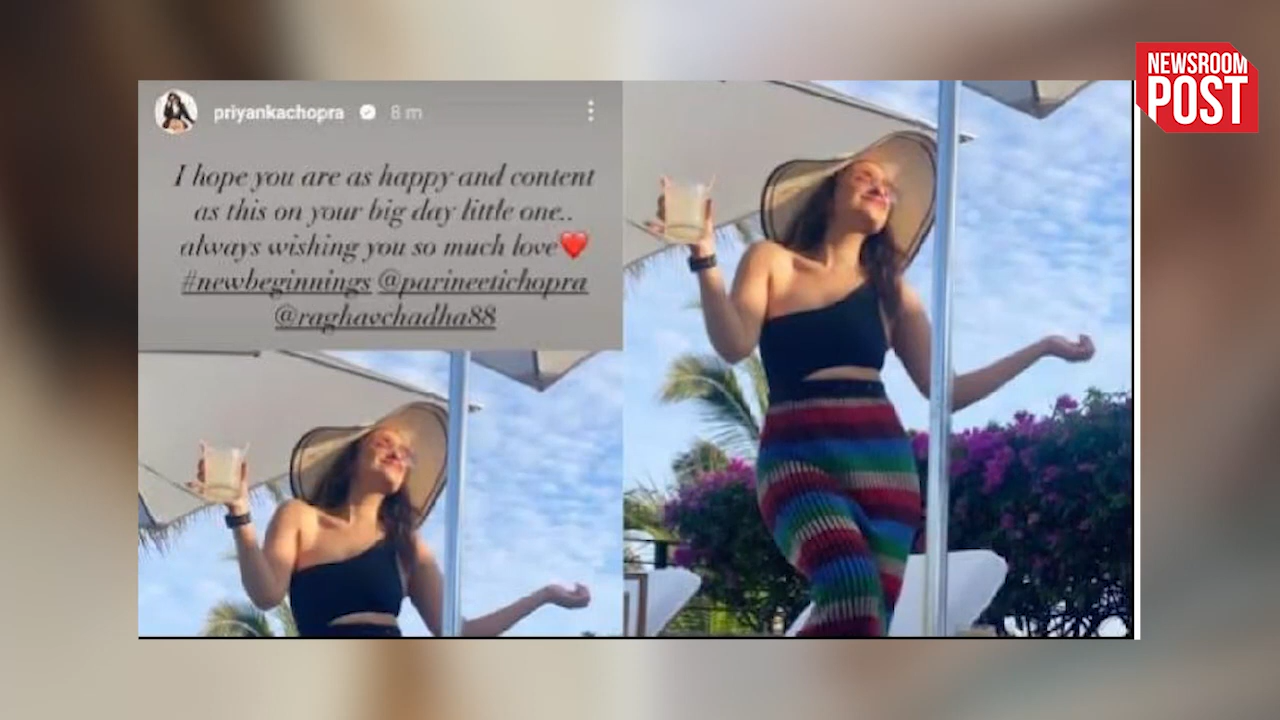 NEWSROOM
POST
priyankachopra 8 m
I hope you are as happy and content
as this on your big day little one..
always wishing you so much love❤️
#newbeginnings @parineetichopra
@raghavchadha88